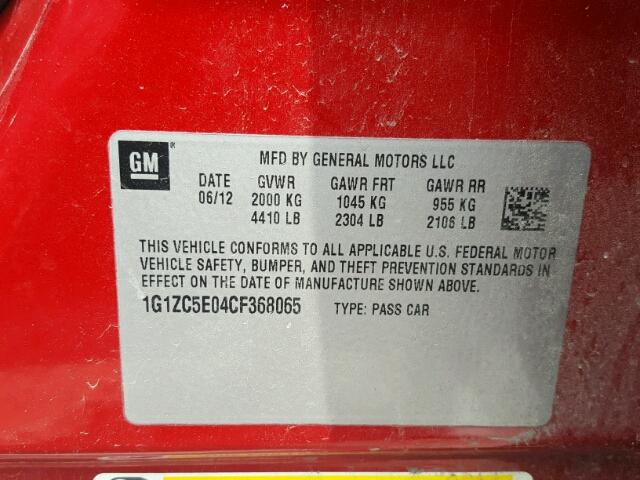 GM
MFD BY GENERAL MOTORS LLC
DATE GVWR GAWR FRT GAWR RR
06/12 2000 KG 1045 KG 955 KG
4410 LB 2304 LB 2106 LB
THIS VEHICLE CONFORMS TO ALL APPLICABLE U.S. FEDERAL MOTOR
VEHICLE SAFETY, BUMPER, AND THEFT PREVENTION STANDARDS IN
EFFECT ON THE DATE OF MANUFACTURE SHOWN ABOVE.
1G1ZC5E04CF368065 TYPE: PASS CAR